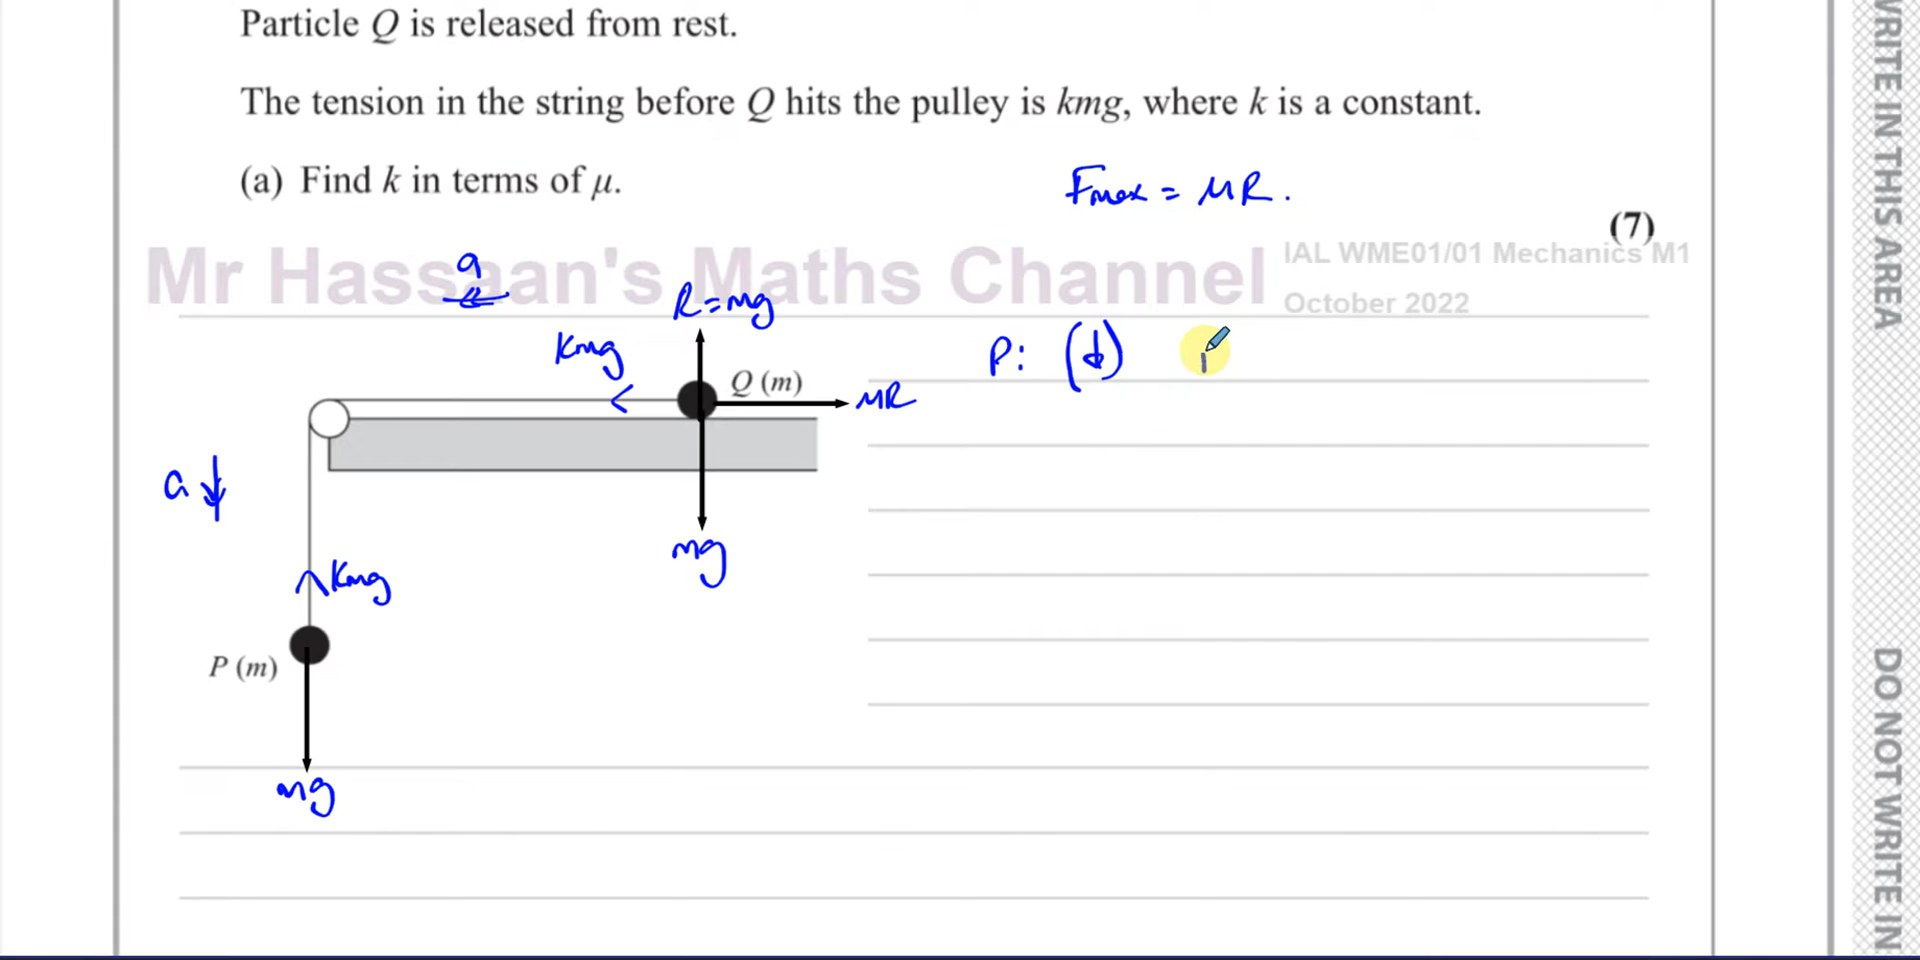 Particle Q is released from rest.
The tension in the string before Q hits the pulley is kmg, where k is a constant.
(a) Find k in terms of μ.
Fmax = μR.
(7)
Mr Hassaan's Maths Channel
IAL WME01/01 Mechanics M1
October 2022
a
R=mg
kmg
Q (m)
μR
P: (↓)
a
mg
kmg
P (m)
mg
WRITE IN THIS AREA
DO NOT WRITE IN